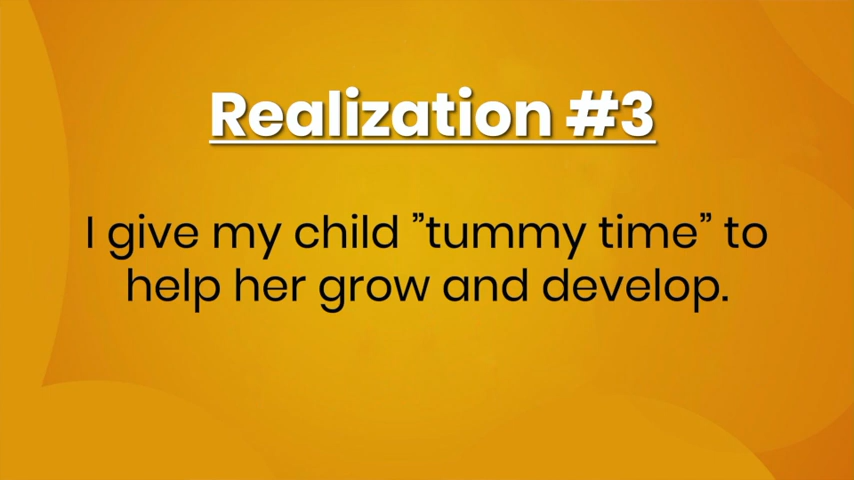 Realization #3
I give my child ”tummy time” to
help her grow and develop.